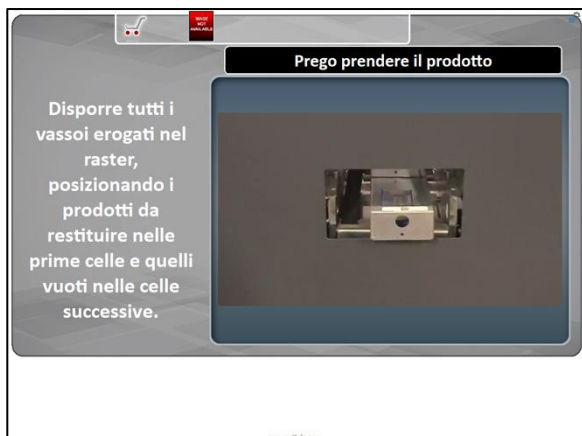 IMAGE
NOT
AVAILABLE
Prego prendere il prodotto
Disporre tutti i
vassoi erogati nel
raster,
posizionando i
prodotti da
restituire nelle
prime celle e quelli
vuoti nelle celle
successive.